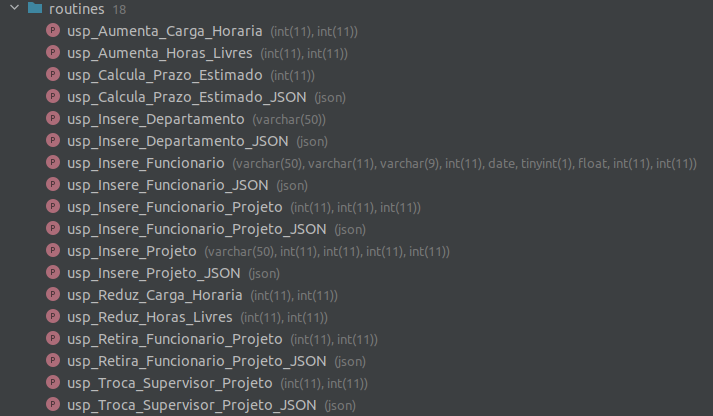 routines 18
P usp_Aumenta_Carga_Horaria (int(11), int(11))
P usp_Aumenta_Horas_Livres (int(11), int(11))
P usp_Calcula_Prazo_Estimado (int(11))
P usp_Calcula_Prazo_Estimado_JSON (json)
P usp_Insere_Departamento (varchar(50))
P usp_Insere_Departamento_JSON (json)
P usp_Insere_Funcionario (varchar(50), varchar(11), varchar(9), int(11), date, tinyint(1), float, int(11), int(11))
P usp_Insere_Funcionario_JSON (json)
P usp_Insere_Funcionario_Projeto (int(11), int(11), int(11))
P usp_Insere_Funcionario_Projeto_JSON (json)
P usp_Insere_Projeto (varchar(50), int(11), int(11), int(11), int(11))
P usp_Insere_Projeto_JSON (json)
P usp_Reduz_Carga_Horaria (int(11), int(11))
P usp_Reduz_Horas_Livres (int(11), int(11))
P usp_Retira_Funcionario_Projeto (int(11), int(11))
P usp_Retira_Funcionario_Projeto_JSON (json)
P usp_Troca_Supervisor_Projeto (int(11), int(11))
P usp_Troca_Supervisor_Projeto_JSON (json)